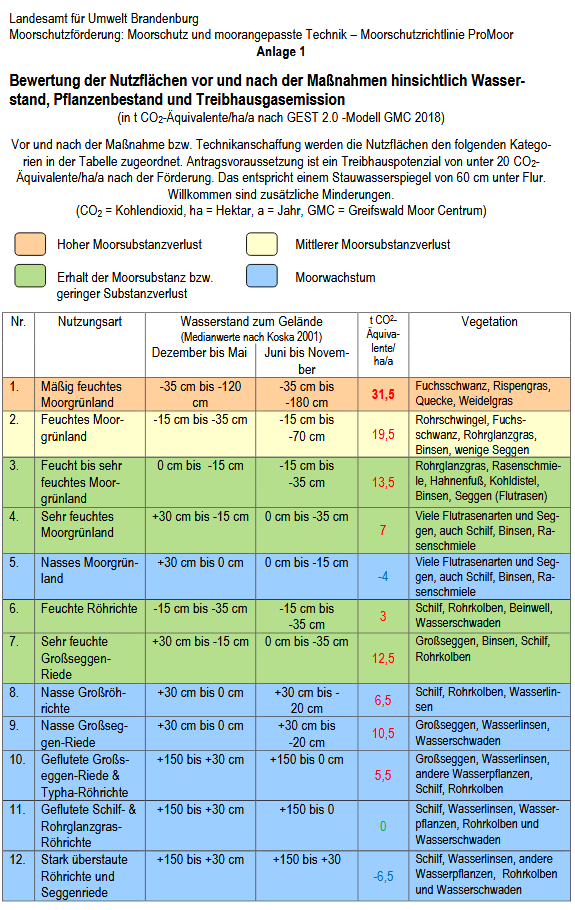 Landesamt für Umwelt Brandenburg
Moorschutzförderung: Moorschutz und moorangepasste Technik – Moorschutzrichtlinie ProMoor
Anlage 1
Bewertung der Nutzflächen vor und nach der Maßnahmen hinsichtlich Wasser-
stand, Pflanzenbestand und Treibhausgasemission
(in t CO2-Äquivalente/ha/a nach GEST 2.0 -Modell GMC 2018)
Vor und nach der Maßnahme bzw. Technikanschaffung werden die Nutzflächen den folgenden Katego-
rien in der Tabelle zugeordnet. Antragsvoraussetzung ist ein Treibhauspotenzial von unter 20 CO2-
Äquivalente/ha/a nach der Förderung. Das entspricht einem Stauwasserspiegel von 60 cm unter Flur.
Willkommen sind zusätzliche Minderungen.
(CO2 = Kohlendioxid, ha = Hektar, a = Jahr, GMC = Greifswald Moor Centrum)
Hoher Moorsubstanzverlust
Mittlerer Moorsubstanzverlust
Erhalt der Moorsubstanz bzw.
geringer Substanzverlust
Moorwachstum
Nr.
Nutzungsart
Wasserstand zum Gelände
(Medianwerte nach Koska 2001)
Dezember bis Mai
Juni bis Novem-
ber
t CO2-
Äquiva-
lente/
ha/a
Vegetation
1.
Mäßig feuchtes
Moorgrünland
-35 cm bis -120
cm
-35 cm bis
-180 cm
31,5
Fuchsschwanz, Rispengras,
Quecke, Weidelgras
2.
Feuchtes Moor-
grünland
-15 cm bis -35 cm
-15 cm bis
-70 cm
19,5
Rohrschwingel, Fuchs-
schwanz, Rohrglanzgras,
Binsen, wenige Seggen
3.
Feucht bis sehr
feuchtes Moor-
grünland
0 cm bis -15 cm
-15 cm bis
-35 cm
13,5
Rohrglanzgras, Rasenschmie-
le, Hahnenfuß, Kohldistel,
Binsen, Seggen (Flutrasen)
4.
Sehr feuchtes
Moorgrünland
+30 cm bis -15 cm
0 cm bis -35 cm
7
Viele Flutrasenarten und Seg-
gen, auch Schilf, Binsen, Ra-
senschmiele
5.
Nasses Moorgrün-
land
+30 cm bis 0 cm
0 cm bis -15 cm
-4
Viele Flutrasenarten und Seg-
gen, auch Schilf, Binsen, Ra-
senschmiele
6.
Feuchte Röhrichte
-15 cm bis -35 cm
-15 cm bis
-35 cm
3
Schilf, Rohrkolben, Beinwell,
Wasserschwaden
7.
Sehr feuchte
Großseggen-
Riede
+30 cm bis -15 cm
0 cm bis -35 cm
12,5
Großseggen, Binsen, Schilf,
Rohrkolben
8.
Nasse Großröh-
richte
+30 cm bis 0 cm
+30 cm bis -
20 cm
6,5
Schilf, Rohrkolben, Wasserlin-
sen
9.
Nasse Großseg-
gen-Riede
+30 cm bis 0 cm
+30 cm bis
-20 cm
10,5
Großseggen, Wasserlinsen,
Wasserschwaden
10.
Geflutete Großs-
eggen-Riede &
Typha-Röhrichte
+150 bis +30 cm
+150 bis 0 cm
5,5
Großseggen, Wasserlinsen,
andere Wasserpflanzen,
Schilf, Rohrkolben
11.
Geflutete Schilf- &
Rohrglanzgras-
Röhrichte
+150 bis +30 cm
+150 bis 0
0
Schilf, Wasserlinsen, Wasser-
pflanzen, Rohrkolben und
Wasserschwaden
12.
Stark überstaute
Röhrichte und
Seggenriede
+150 bis +30 cm
+150 bis +30
-6,5
Schilf, Wasserlinsen, andere
Wasserpflanzen, Rohrkolben
und Wasserschwaden